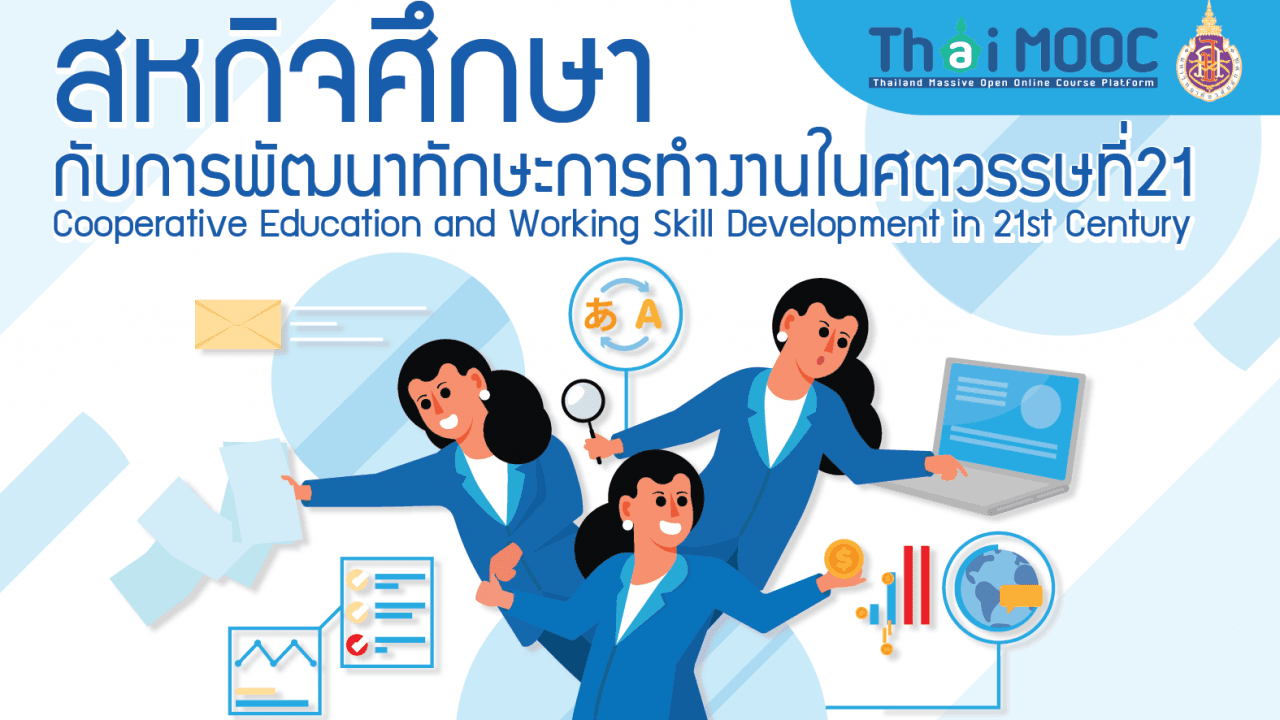 สหกิจศึกษา
Thai MOOC
Thailand Massive Open Online Course Platform
กับการพัฒนาทักษะการทำงานในศตวรรษที่21
Cooperative Education and Working Skill Development in 21st Century
あ A
$